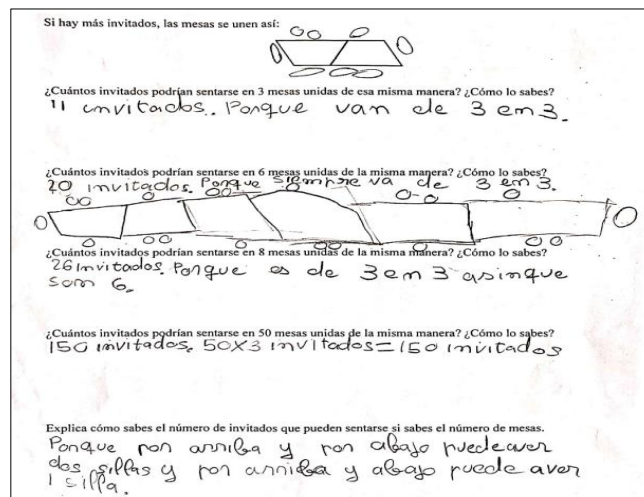 Si hay más invitados, las mesas se unen así:
¿Cuántos invitados podrían sentarse en 3 mesas unidas de esa misma manera? ¿Cómo lo sabes?
11 invitados. Porque van de 3 em 3.
¿Cuántos invitados podrían sentarse en 6 mesas unidas de la misma manera? ¿Cómo lo sabes?
20 invitados. Porque siempre va de 3 en 3.
¿Cuántos invitados podrían sentarse en 8 mesas unidas de la misma manera? ¿Cómo lo sabes?
26 invitados. Porque es de 3 em 3 asinque
som 6.
¿Cuántos invitados podrían sentarse en 50 mesas unidas de la misma manera? ¿Cómo lo sabes?
150 invitados. 50X3 invitados=150 invitados
Explica cómo sabes el número de invitados que pueden sentarse si sabes el número de mesas.
Porque por arriba y por abajo puede aver
dos sillas y por arriba y abajo puede aver
1 silla.